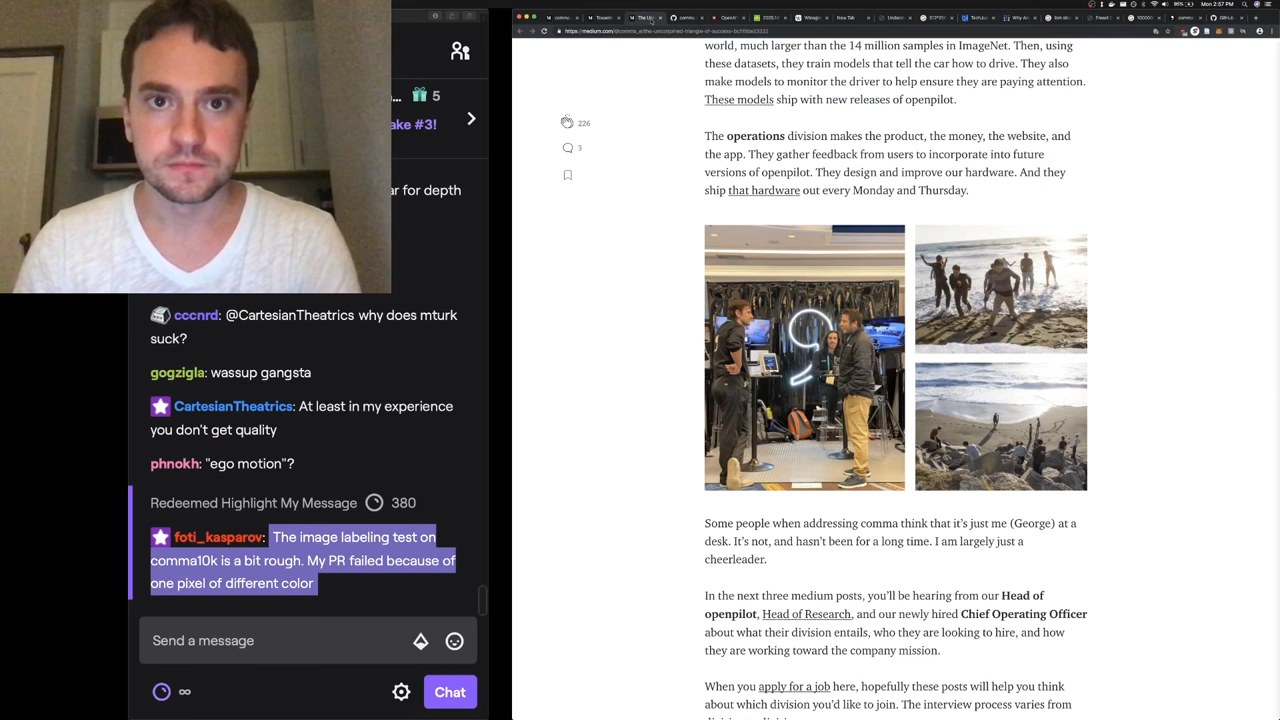 ... 5
ake #3!
ar for depth
cccnrd: @CartesianTheatrics why does mturk
suck?
gogzigla: wassup gangsta
CartesianTheatrics: At least in my experience
you don't get quality
phnokh: "ego motion"?
Redeemed Highlight My Message 380
foti_kasparov: The image labeling test on
comma10k is a bit rough. My PR failed because of
one pixel of different color
Send a message
∞
Chat
Mon 2:57 PM
New Tab
world, much larger than the 14 million samples in ImageNet. Then, using
these datasets, they train models that tell the car how to drive. They also
make models to monitor the driver to help ensure they are paying attention.
These models ship with new releases of openpilot.
226
3
The operations division makes the product, the money, the website, and
the app. They gather feedback from users to incorporate into future
versions of openpilot. They design and improve our hardware. And they
ship that hardware out every Monday and Thursday.
Some people when addressing comma think that it's just me (George) at a
desk. It's not, and hasn't been for a long time. I am largely just a
cheerleader.
In the next three medium posts, you'll be hearing from our Head of
openpilot, Head of Research, and our newly hired Chief Operating Officer
about what their division entails, who they are looking to hire, and how
they are working toward the company mission.
When you apply for a job here, hopefully these posts will help you think
about which division you'd like to join. The interview process varies from